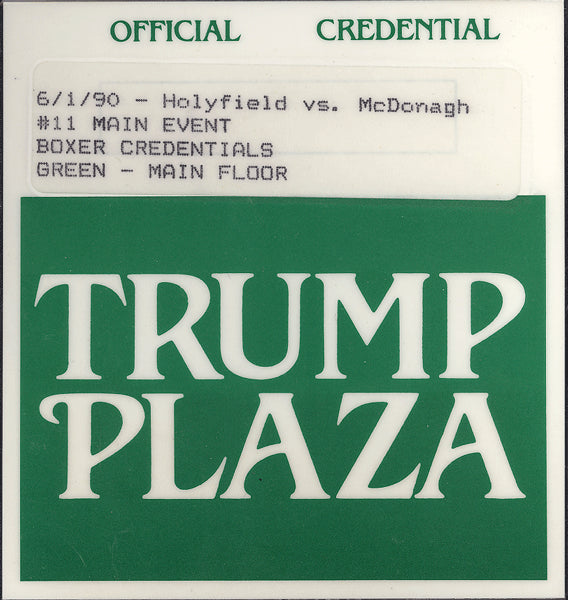 OFFICIAL CREDENTIAL
6/1/90 - Holyfield vs. McDonagh
#11 MAIN EVENT
BOXER CREDENTIALS
GREEN - MAIN FLOOR
TRUMP
PLAZA